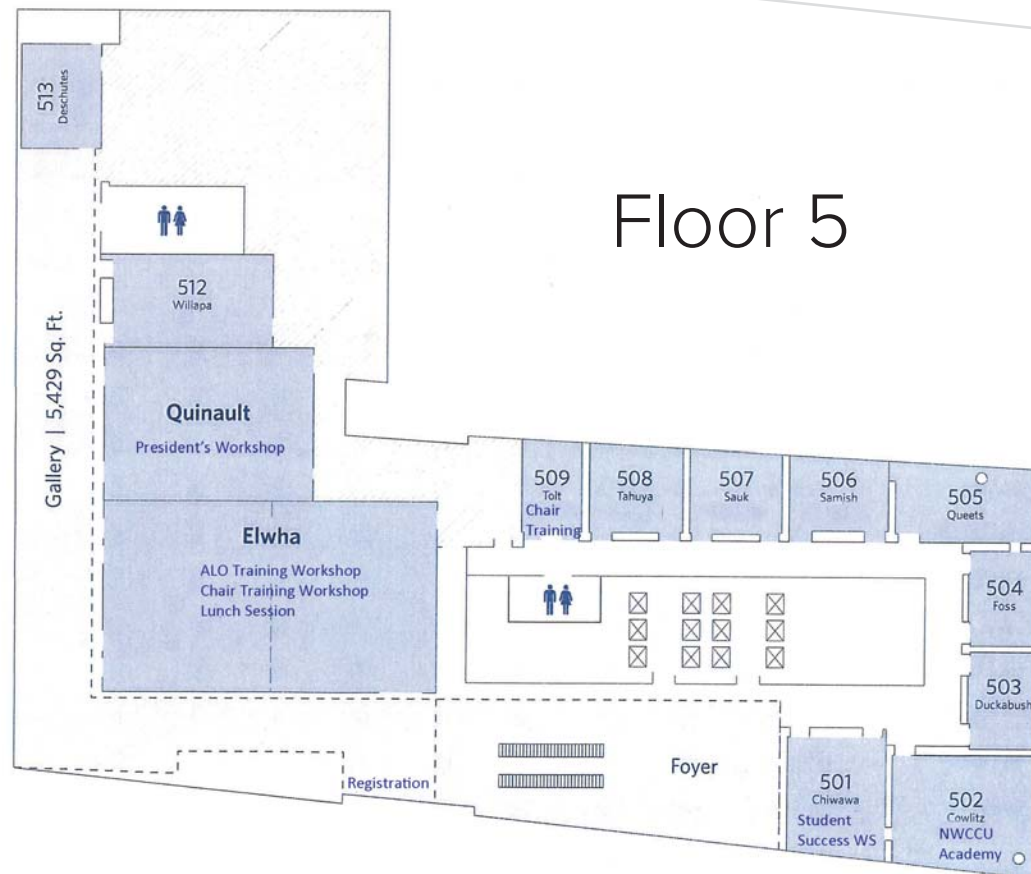 Floor 5
513
Deschutes
512
Willapa
Gallery | 5,429 Sq. Ft.
Quinault
President's Workshop
Elwha
ALO Training Workshop
Chair Training Workshop
Lunch Session
509
Tolt
Chair
Training
508
Tahuya
507
Sauk
506
Samish
505
Queets
504
Foss
503
Duckabush
Foyer
Registration
501
Chiwawa
Student
Success WS
502
Cowlitz
NWCCU
Academy